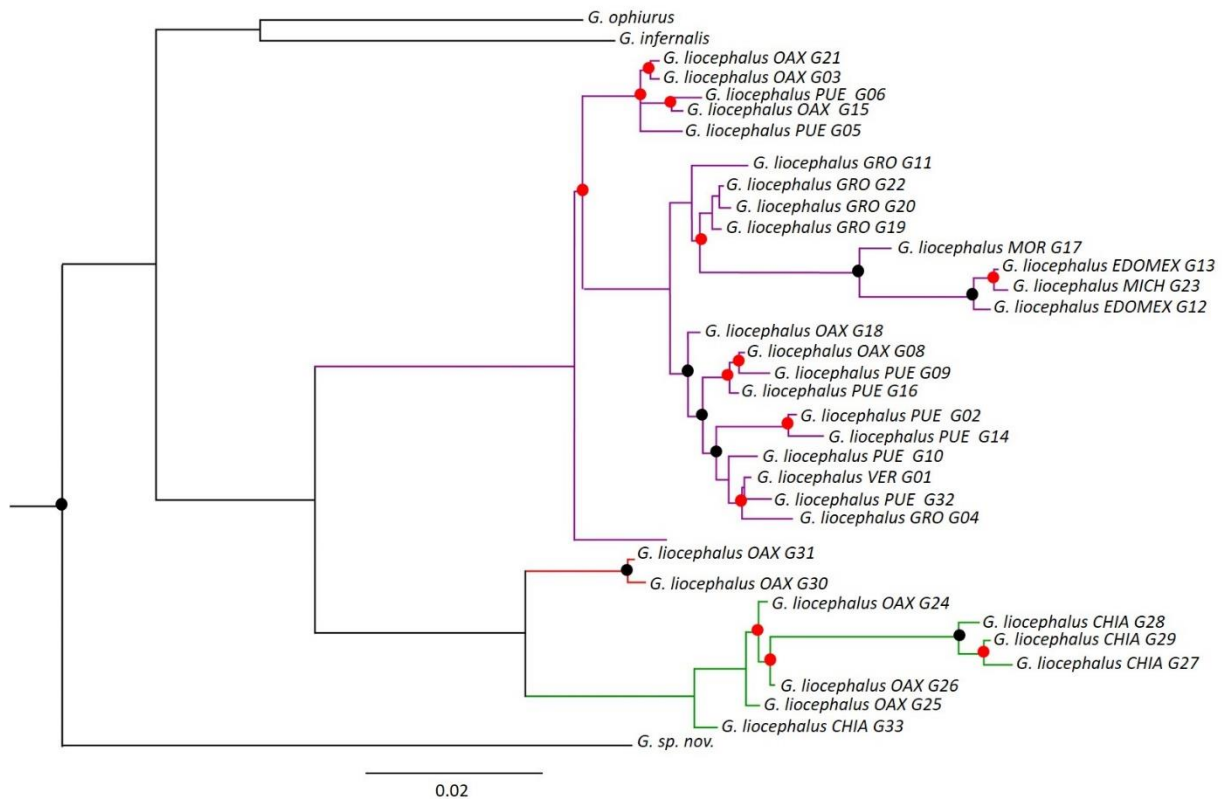 G. ophiurus
G. infernalis
G. liocephalus OAX G21
G. liocephalus OAX G03
G. liocephalus PUE G06
G. liocephalus OAX G15
G. liocephalus PUE G05
G. liocephalus GRO G11
G. liocephalus GRO G22
G. liocephalus GRO G20
G. liocephalus GRO G19
G. liocephalus MOR G17
G. liocephalus EDOMEX G13
G. liocephalus MICH G23
G. liocephalus EDOMEX G12
G. liocephalus OAX G18
G. liocephalus OAX G08
G. liocephalus PUE G09
G. liocephalus PUE G16
G. liocephalus PUE G02
G. liocephalus PUE G14
G. liocephalus PUE G10
G. liocephalus VER G01
G. liocephalus PUE G32
G. liocephalus GRO G04
G. liocephalus OAX G31
G. liocephalus OAX G30
G. liocephalus OAX G24
G. liocephalus CHIA G28
G. liocephalus CHIA G29
G. liocephalus CHIA G27
G. liocephalus OAX G26
G. liocephalus OAX G25
G. liocephalus CHIA G33
G. sp. nov.
0.02